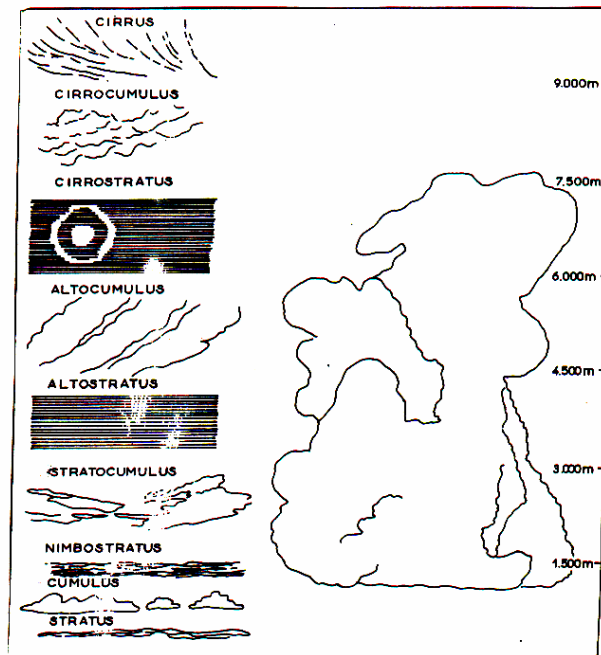 CIRRUS
9.000m
CIRROCUMULUS
CIRROSTRATUS
7.500m
6.000m
ALTOCUMULUS
4.500m
ALTOSTRATUS
STRATOCUMULUS
3.000m
NIMBOSTRATUS
1.500m
CUMULUS
STRATUS